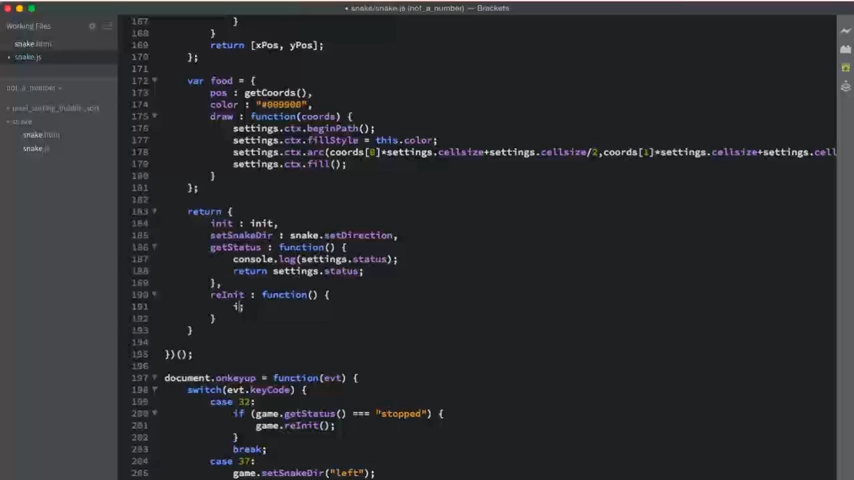 snake/snake.js (not_a_number) — Brackets
Working Files
snake.htm
snake.js
not_a_number
snake
snake.htm
snake.js
167 }
168 }
169 return [xPos, yPos];
170 };
171
172 var food = {
173 pos : getCoords(),
174 color : "#009900",
175 draw : function(coords) {
176 settings.ctx.beginPath();
177 settings.ctx.fillStyle = this.color;
178 settings.ctx.arc(coords[0]*settings.cellsize+settings.cellsize/2,coords[1]*settings.cellsize+settings.cell
179 settings.ctx.fill();
180 }
181 };
182
183 return {
184 init : init,
185 setSnakeDir : snake.setDirection,
186 getStatus : function() {
187 console.log(settings.status);
188 return settings.status;
189 },
190 reInit : function() {
191 i;
192 }
193 }
194
195 })();
196
197 document.onkeyup = function(evt) {
198 switch(evt.keyCode) {
199 case 32:
200 if (game.getStatus() === "stopped") {
201 game.reInit();
202 }
203 break;
204 case 37:
205 game.setSnakeDir("left");